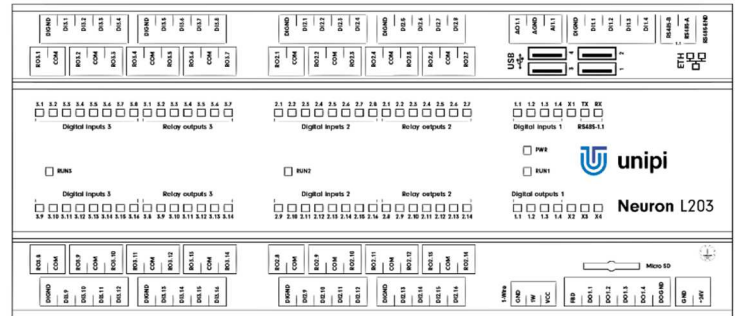 DIGND DI3.1 DI3.2 DI3.3 DI3.4 DI3.5 DI3.6 DI3.7 DI3.8 DIGND DI2.1 DI2.2 DI2.3 DI2.4 DI2.5 DI2.6 DI2.7 DI2.8 AO1.1 AGND AI1.1 DIGND DI1.1 DI1.2 DI1.3 DI1.4 RS485-B RS485-A RS485-END
1.1
RO3.1 COM RO3.2 COM RO3.3 RO3.4 COM RO3.5 RO3.6 COM RO3.7 RO2.1 COM RO2.2 COM RO2.3 RO2.4 COM RO2.5 RO2.6 COM RO2.7 USB 4 2 3 1 ETH
3.1 3.2 3.3 3.4 3.5 3.6 3.7 3.8 3.1 3.2 3.3 3.4 3.5 3.6 3.7 2.1 2.2 2.3 2.4 2.5 2.6 2.7 2.8 2.1 2.2 2.3 2.4 2.5 2.6 2.7 1.1 1.2 1.3 1.4 X1 TX RX
Digital inputs 3 Relay outputs 3 Digital inputs 2 Relay outputs 2 Digital inputs 1 RS485-1.1
PWR
RUN3 RUN2 RUN1
unipi
Digital inputs 3 Relay outputs 3 Digital inputs 2 Relay outputs 2 Digital outputs 1
Neuron L203
3.9 3.10 3.11 3.12 3.13 3.14 3.15 3.16 3.8 3.9 3.10 3.11 3.12 3.13 3.14 2.9 2.10 2.11 2.12 2.13 2.14 2.15 2.16 2.8 2.9 2.10 2.11 2.12 2.13 2.14 1.1 1.2 1.3 1.4 X2 X3 X4
RO3.8 COM RO3.9 COM RO3.10 RO3.11 COM RO3.12 RO3.13 COM RO3.14 RO2.8 COM RO2.9 COM RO2.10 RO2.11 COM RO2.12 RO2.13 COM RO2.14 Micro SD
DIGND DI3.9 DI3.10 DI3.11 DI3.12 DIGND DI3.13 DI3.14 DI3.15 DI3.16 DIGND DI2.9 DI2.10 DI2.11 DI2.12 DIGND DI2.13 DI2.14 DI2.15 DI2.16 1-Wire GND 1W VCC DO1.1 DO1.2 DO1.3 DO1.4 DOGND GND +24V